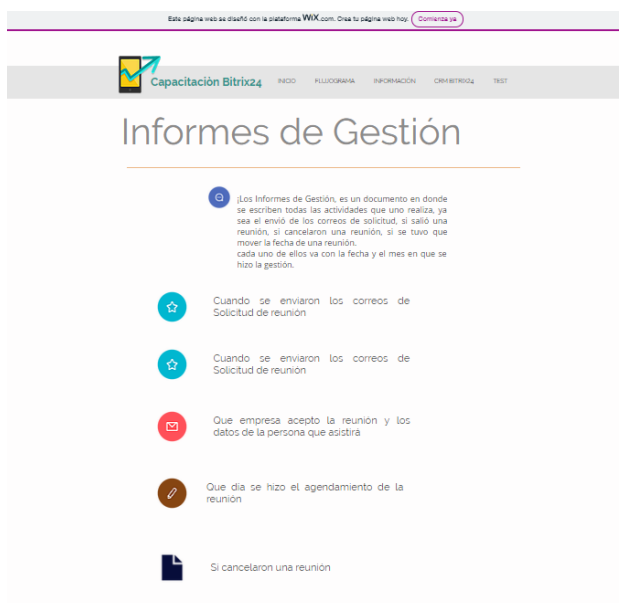 Este página web se diseñó con la plataforma WiX.com. Crea tu página web hoy. Comienza ya
Capacitación Bitrix24 INICIO FLUJOGRAMA INFORMACIÓN CRM BITRIX24 TEST
Informes de Gestión
¡Los Informes de Gestión, es un documento en donde
se escriben todas las actividades que uno realiza, ya
sea el envió de los correos de solicitud, si salió una
reunión, si cancelaron una reunión, si se tuvo que
mover la fecha de una reunión.
cada uno de ellos va con la fecha y el mes en que se
hizo la gestión.
Cuando se enviaron los correos de
Solicitud de reunión
Cuando se enviaron los correos de
Solicitud de reunión
Que empresa acepto la reunión y los
datos de la persona que asistirá
Que día se hizo el agendamiento de la
reunión
Si cancelaron una reunión